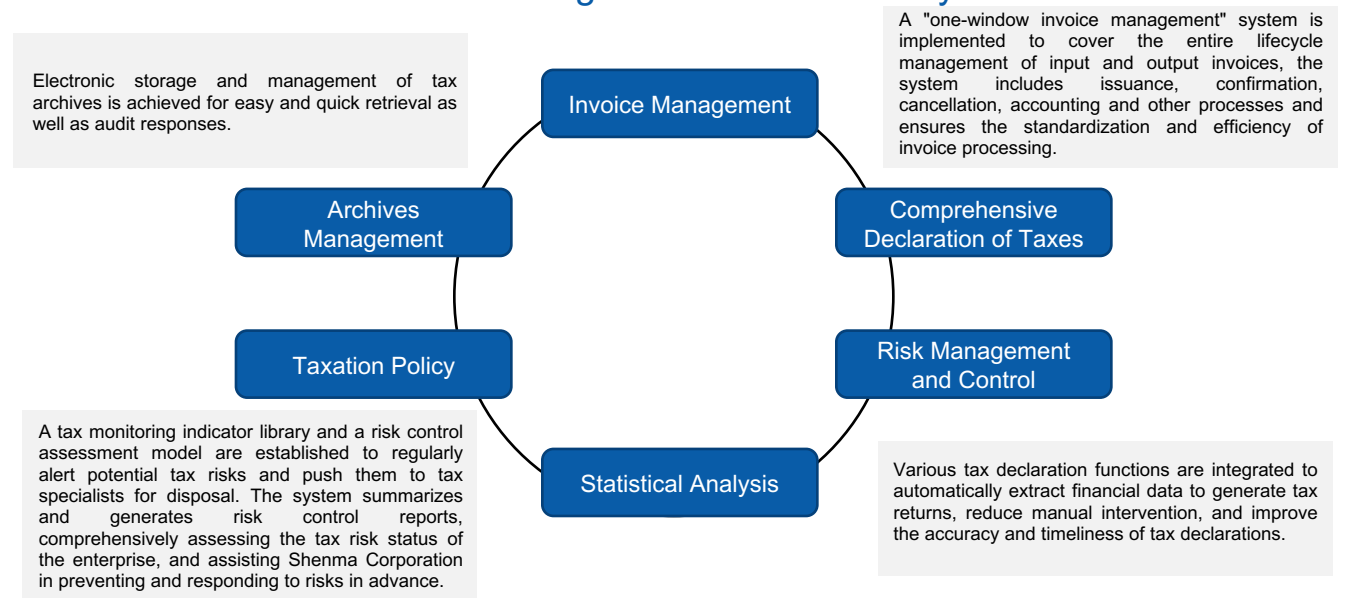 A "one-window invoice management" system is
implemented to cover the entire lifecycle
management of input and output invoices, the
system includes issuance, confirmation,
cancellation, accounting and other processes and
ensures the standardization and efficiency of
invoice processing.
Electronic storage and management of tax
archives is achieved for easy and quick retrieval as
well as audit responses.
Invoice Management
Archives
Management
Comprehensive
Declaration of Taxes
Taxation Policy
Risk Management
and Control
Statistical Analysis
A tax monitoring indicator library and a risk control
assessment model are established to regularly
alert potential tax risks and push them to tax
specialists for disposal. The system summarizes
and generates risk control reports,
comprehensively assessing the tax risk status of
the enterprise, and assisting Shenma Corporation
in preventing and responding to risks in advance.
Various tax declaration functions are integrated to
automatically extract financial data to generate tax
returns, reduce manual intervention, and improve
the accuracy and timeliness of tax declarations.